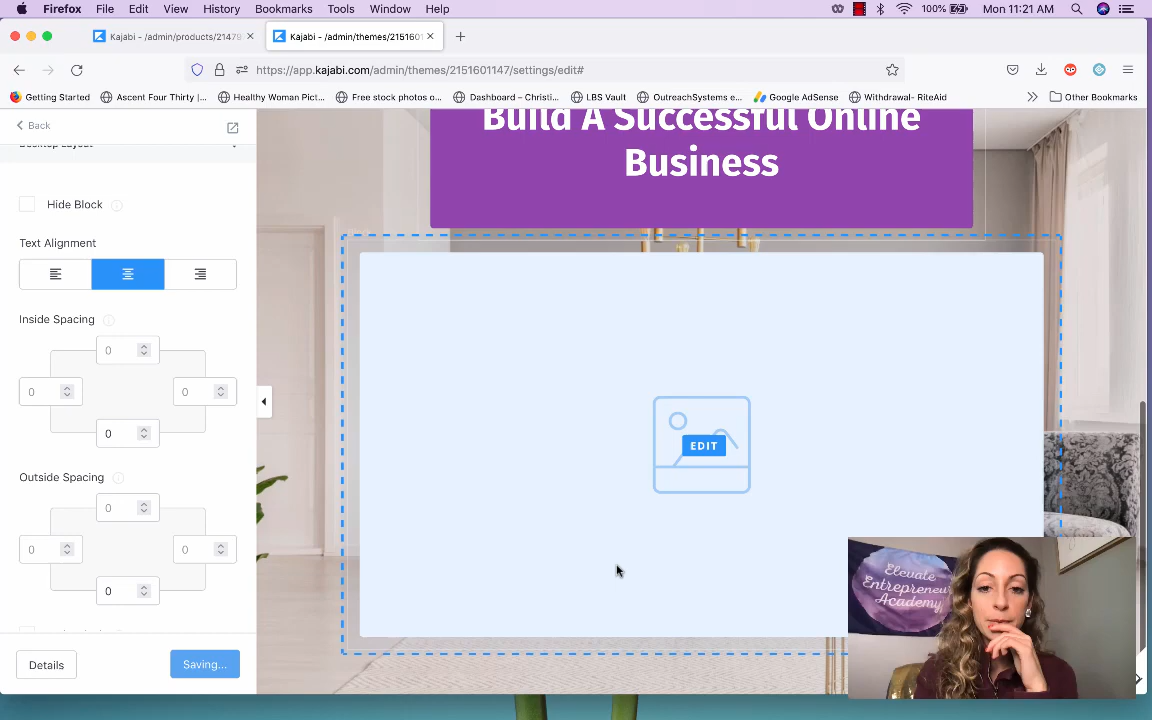 Firefox File Edit View History Bookmarks Tools Window Help 100% Mon 11:21 AM
Kajabi - /admin/products/21479
Kajabi - /admin/themes/2151601
https://app.kajabi.com/admin/themes/2151601147/settings/edit#
Getting Started Ascent Four Thirty |... Healthy Woman Pict... Free stock photos o... Dashboard – Christi... LBS Vault OutreachSystems e... Google AdSense Withdrawal- RiteAid Other Bookmarks
Back
Desktop Layout
Build A Successful Online
Business
Hide Block
Text Alignment
Inside Spacing
0
0 0
0
EDIT
Outside Spacing
0
0 0
0
Elevate
Entrepreneur
Academy
Details Saving...